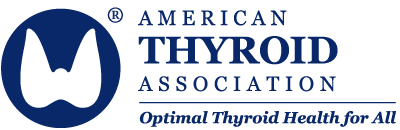 ®
AMERICAN
THYROID
ASSOCIATION
Optimal Thyroid Health for All